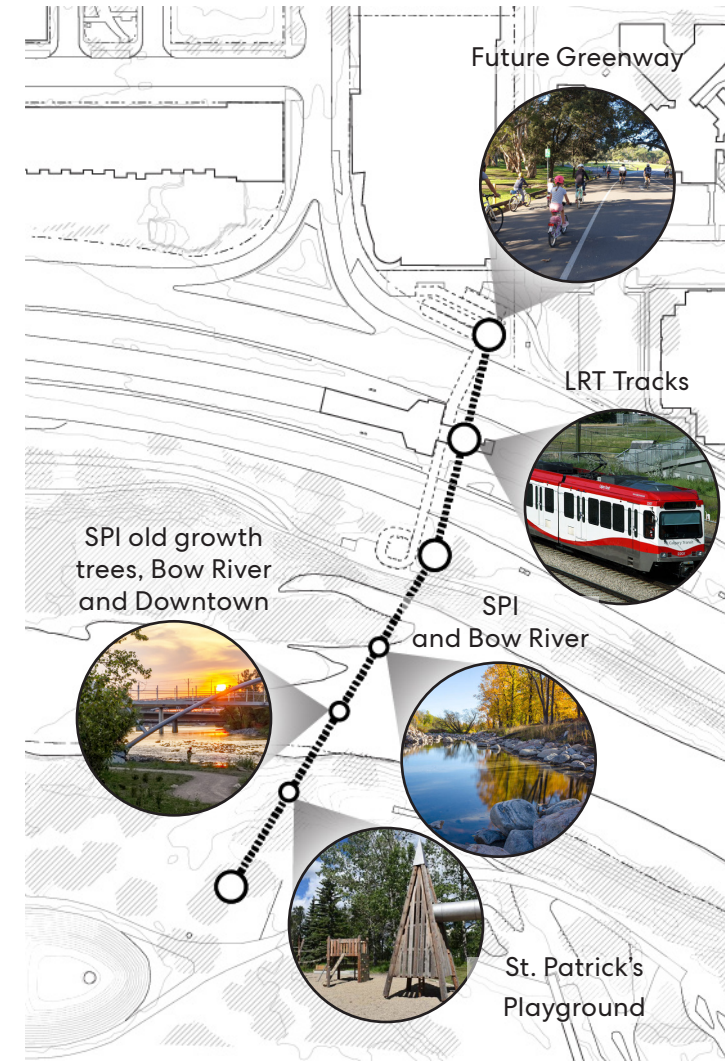 Future Greenway
LRT Tracks
SPI old growth
trees, Bow River
and Downtown
SPI
and Bow River
St. Patrick's
Playground